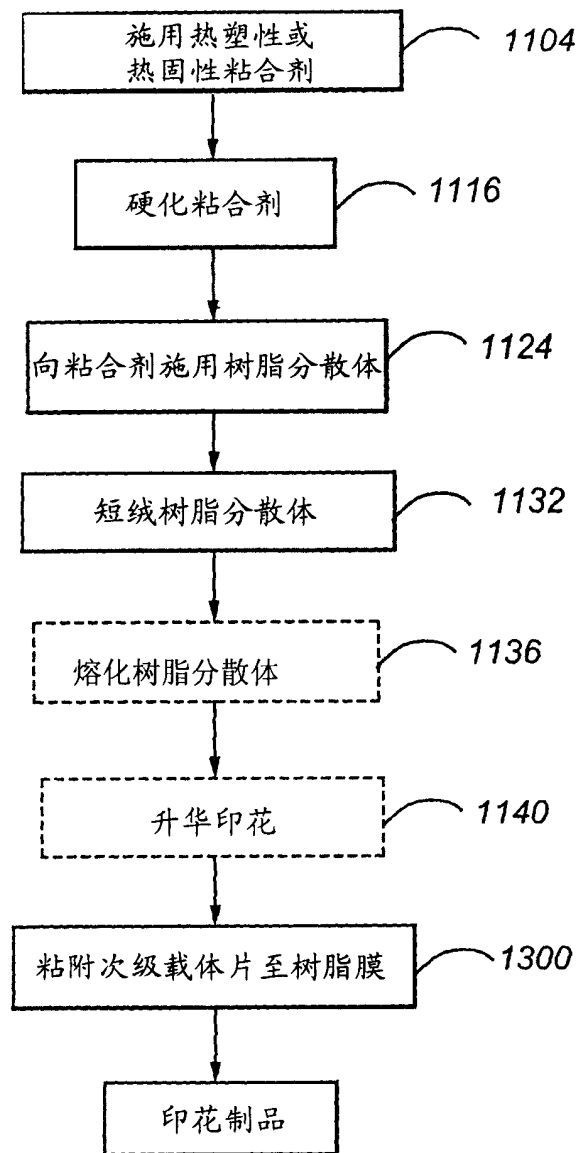 施用热塑性或
热固性粘合剂
1104
硬化粘合剂
1116
向粘合剂施用树脂分散体
1124
短绒树脂分散体
1132
熔化树脂分散体
1136
升华印花
1140
粘附次级载体片至树脂膜
1300
印花制品